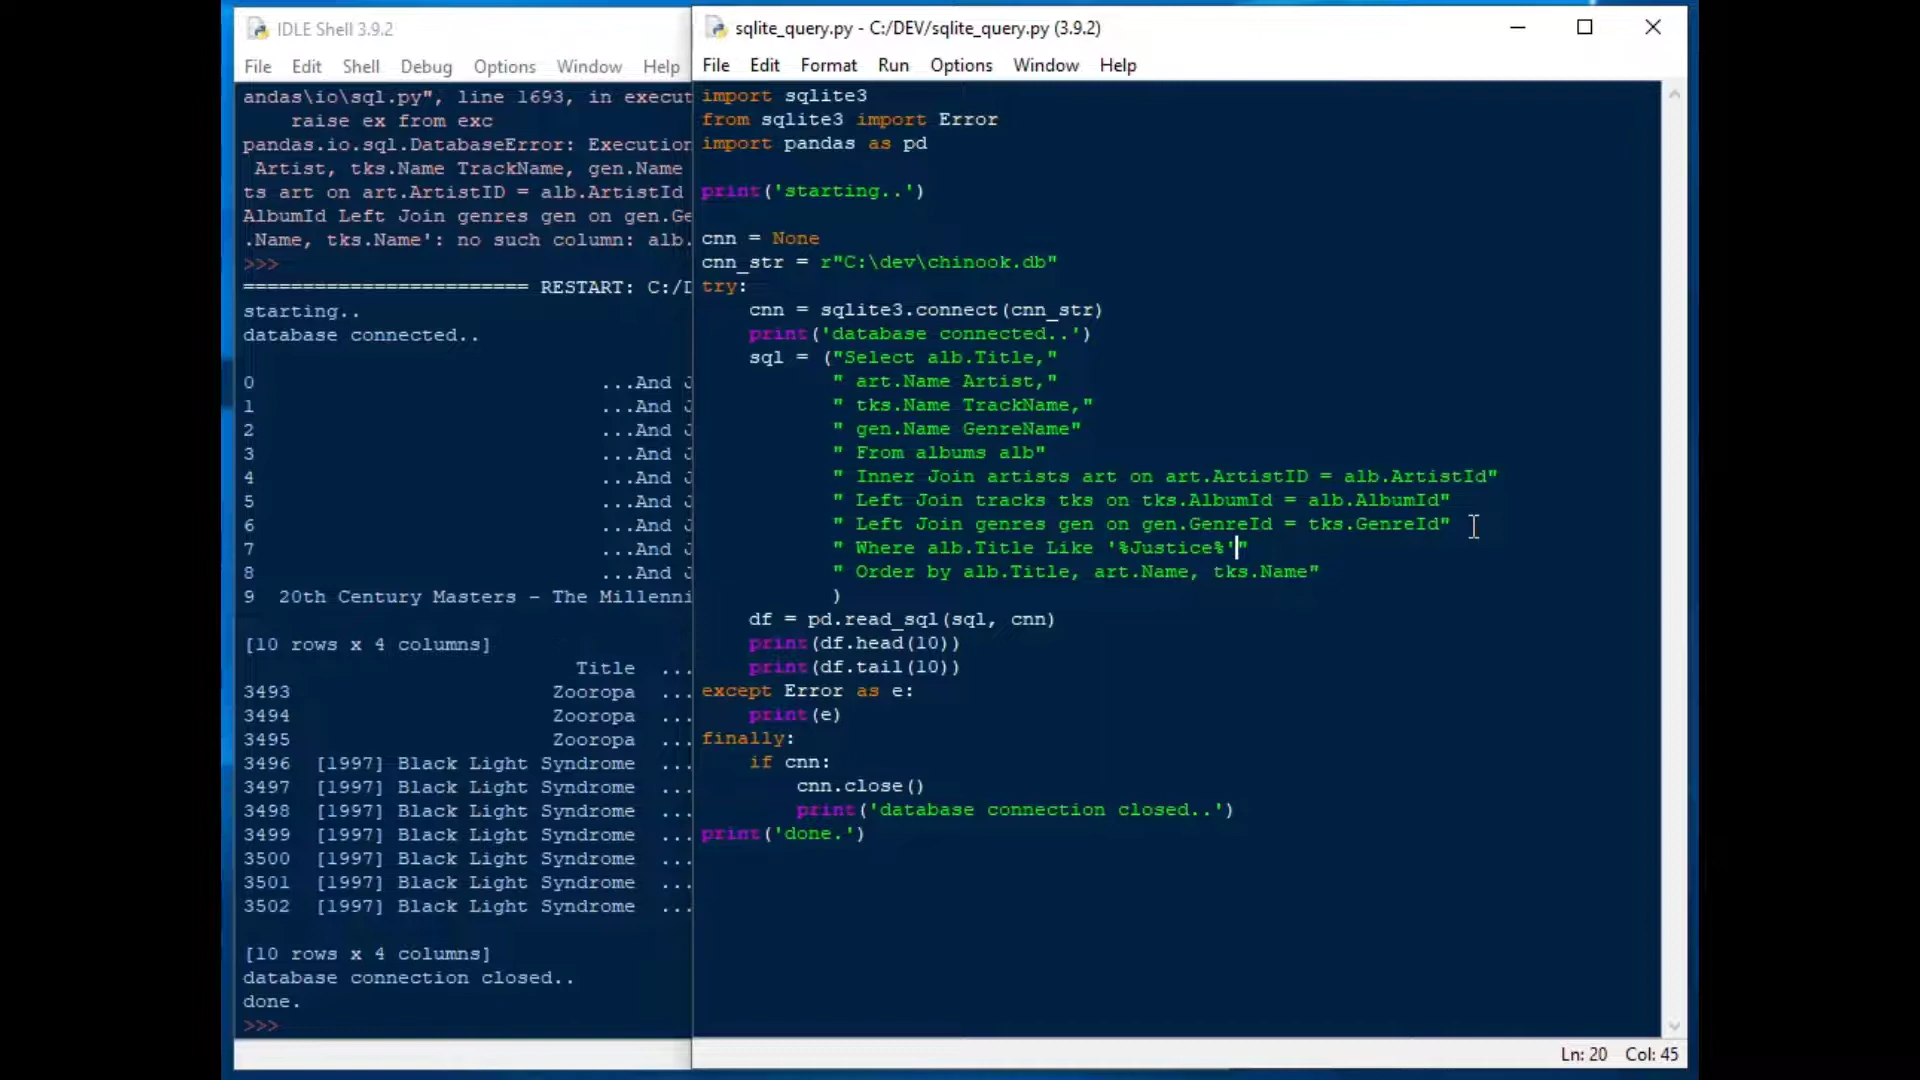 IDLE Shell 3.9.2
File Edit Shell Debug Options Window Help
andas\io\sql.py", line 1693, in execut
raise ex from exc
pandas.io.sql.DatabaseError: Execution
Artist, tks.Name TrackName, gen.Name
ts art on art.ArtistID = alb.ArtistId
AlbumId Left Join genres gen on gen.Ge
.Name, tks.Name': no such column: alb.
>>>
======================== RESTART: C:/D
starting..
database connected..
0 ...And J
1 ...And J
2 ...And J
3 ...And J
4 ...And J
5 ...And J
6 ...And J
7 ...And J
8 ...And J
9 20th Century Masters - The Millenni
[10 rows x 4 columns]
Title ...
3493 Zooropa ...
3494 Zooropa ...
3495 Zooropa ...
3496 [1997] Black Light Syndrome ...
3497 [1997] Black Light Syndrome ...
3498 [1997] Black Light Syndrome ...
3499 [1997] Black Light Syndrome ...
3500 [1997] Black Light Syndrome ...
3501 [1997] Black Light Syndrome ...
3502 [1997] Black Light Syndrome ...
[10 rows x 4 columns]
database connection closed..
done.
>>>
sqlite_query.py - C:/DEV/sqlite_query.py (3.9.2)
File Edit Format Run Options Window Help
import sqlite3
from sqlite3 import Error
import pandas as pd
print('starting..')
cnn = None
cnn_str = r"C:\dev\chinook.db"
try:
cnn = sqlite3.connect(cnn_str)
print('database connected..')
sql = ("Select alb.Title,"
" art.Name Artist,"
" tks.Name TrackName,"
" gen.Name GenreName"
" From albums alb"
" Inner Join artists art on art.ArtistID = alb.ArtistId"
" Left Join tracks tks on tks.AlbumId = alb.AlbumId"
" Left Join genres gen on gen.GenreId = tks.GenreId"
" Where alb.Title Like '%Justice%'"
" Order by alb.Title, art.Name, tks.Name"
)
df = pd.read_sql(sql, cnn)
print(df.head(10))
print(df.tail(10))
except Error as e:
print(e)
finally:
if cnn:
cnn.close()
print('database connection closed..')
print('done.')
Ln: 20 Col: 45